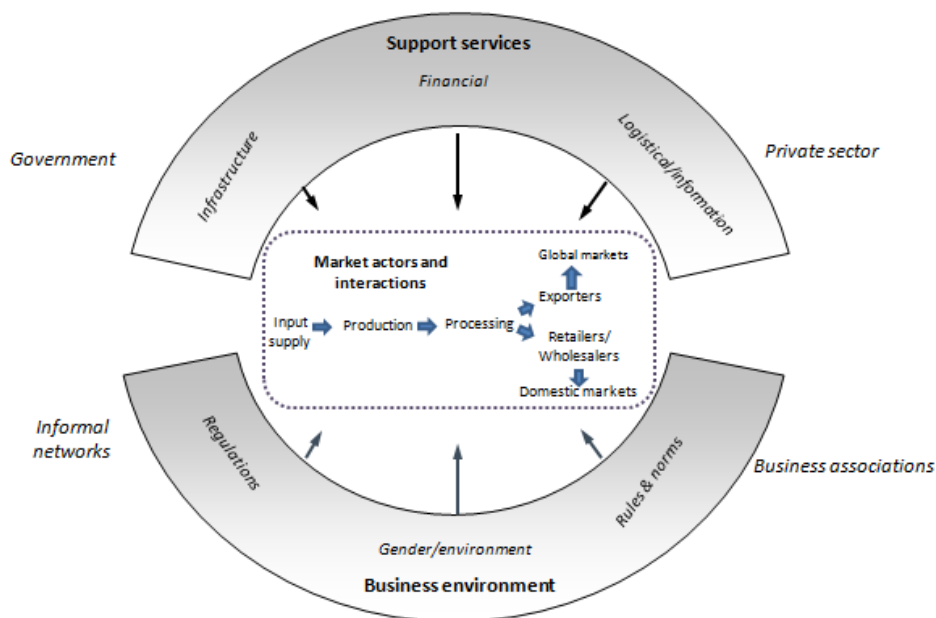 Support services
Financial
Infrastructure
Logistical/information
Government
Private sector
Market actors and
interactions
Global markets
Exporters
Input
supply
Production
Processing
Retailers/
Wholesalers
Domestic markets
Informal
networks
Regulations
Rules & norms
Business associations
Gender/environment
Business environment